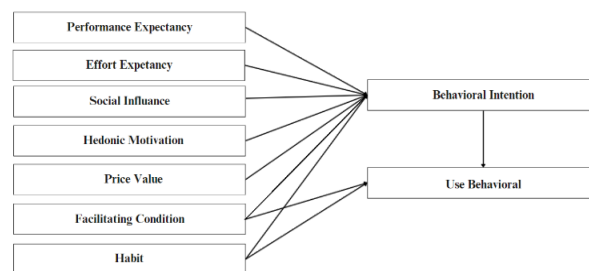 Performance Expectancy
Effort Expetancy
Social Influance
Hedonic Motivation
Price Value
Facilitating Condition
Habit
Behavioral Intention
Use Behavioral